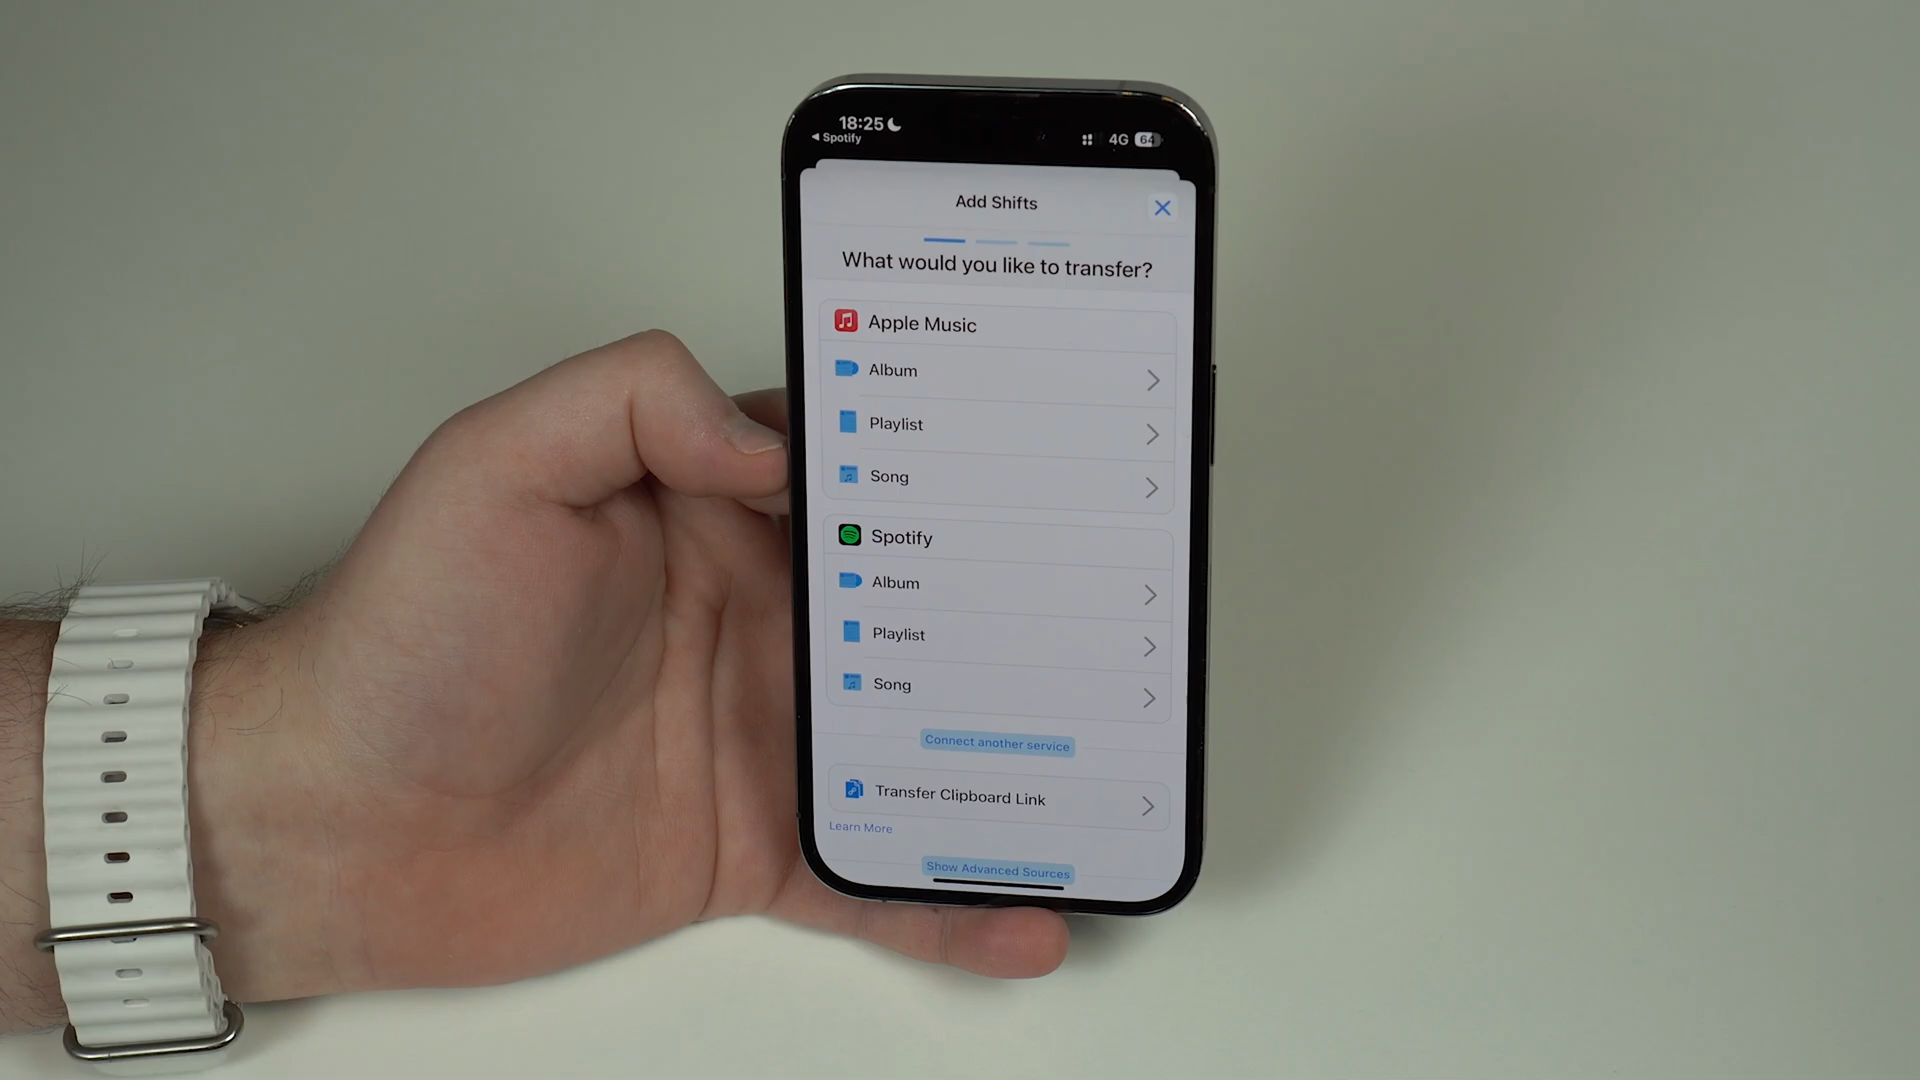 18:25
Spotify
4G 64
Add Shifts
What would you like to transfer?
Apple Music
Album
Playlist
Song
Spotify
Album
Playlist
Song
Connect another service
Transfer Clipboard Link
Learn More
Show Advanced Sources